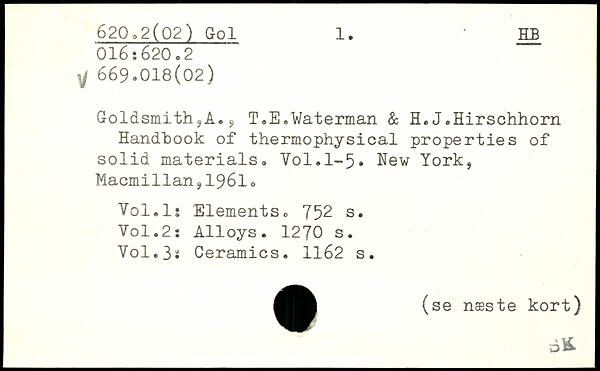 620.2(02) Gol 1. HB
016:620.2
V 669.018(02)
Goldsmith,A., T.E.Waterman & H.J.Hirschhorn
Handbook of thermophysical properties of
solid materials. Vol.1-5. New York,
Macmillan,1961.
Vol.1: Elements. 752 s.
Vol.2: Alloys. 1270 s.
Vol.3: Ceramics. 1162 s.
(se næste kort)
SK